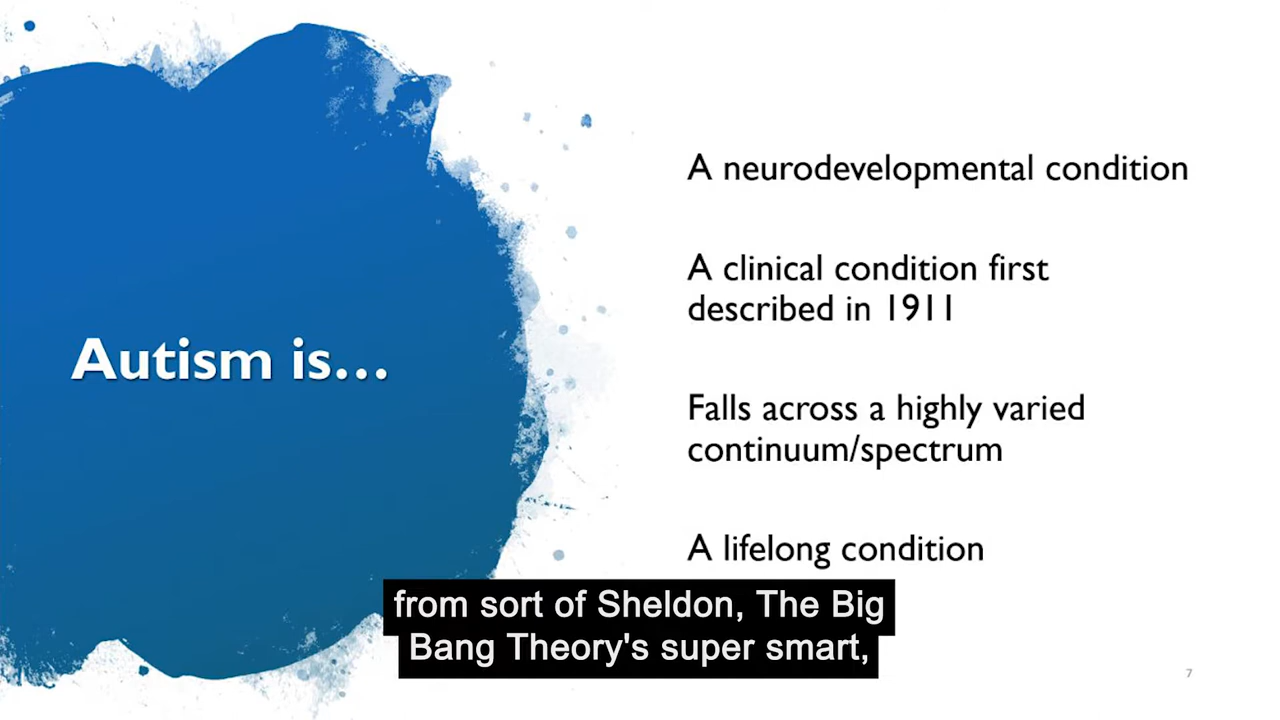 Autism is…
A neurodevelopmental condition
A clinical condition first
described in 1911
Falls across a highly varied
continuum/spectrum
A lifelong condition
from sort of Sheldon, The Big
Bang Theory's super smart,
7